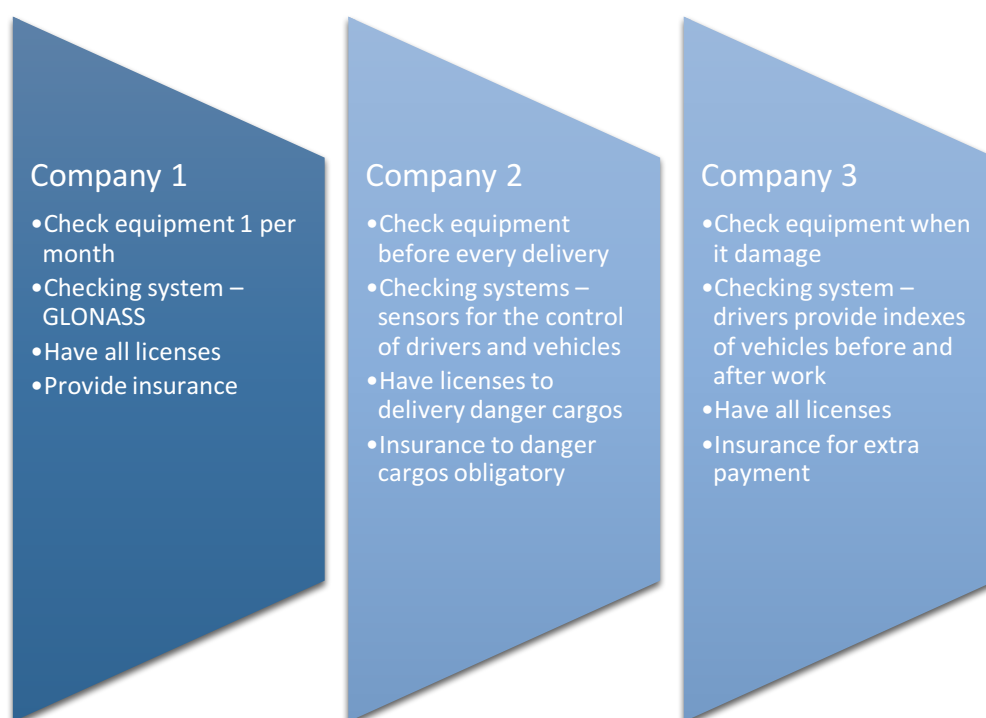 Company 1
•Check equipment 1 per
month
•Checking system –
GLONASS
•Have all licenses
•Provide insurance
Company 2
•Check equipment
before every delivery
•Checking systems –
sensors for the control
of drivers and vehicles
•Have licenses to
delivery danger cargos
•Insurance to danger
cargos obligatory
Company 3
•Check equipment when
it damage
•Checking system –
drivers provide indexes
of vehicles before and
after work
•Have all licenses
•Insurance for extra
payment